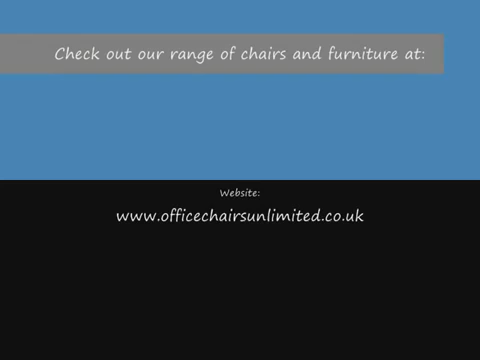 Check out our range of chairs and furniture at:
Website:
www.officechairsunlimited.co.uk